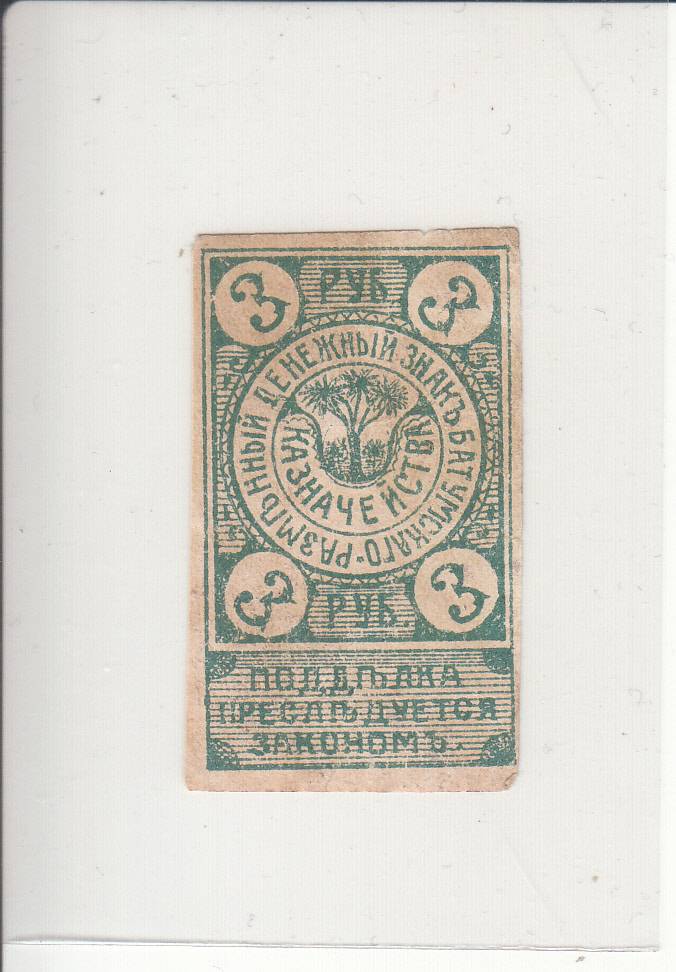 3 РУБ 3
РАЗМѢННЫЙ ДЕНЕЖНЫЙ ЗНАКЪ БАТУМСКАГО
КАЗНАЧЕЙСТВА
3 РУБ. 3
ПОДДѢЛКА
ПРЕСЛѢДУЕТСЯ
ЗАКОНОМЪ.